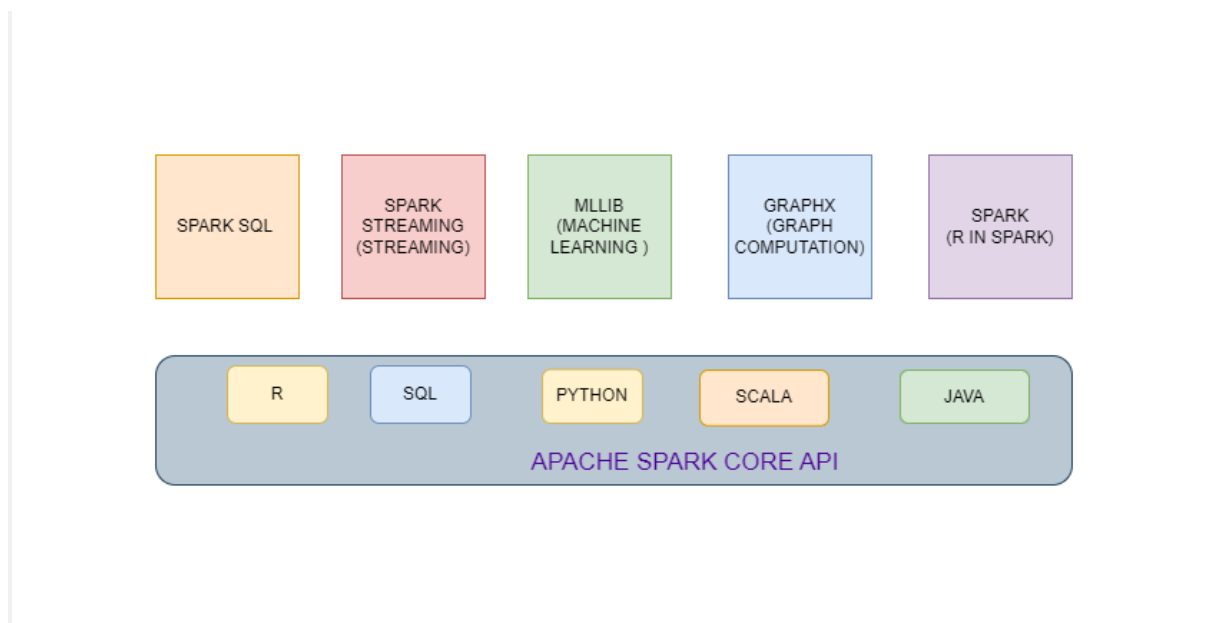 SPARK SQL
SPARK
STREAMING
(STREAMING)
MLLIB
(MACHINE
LEARNING )
GRAPHX
(GRAPH
COMPUTATION)
SPARK
(R IN SPARK)
R
SQL
PYTHON
SCALA
JAVA
APACHE SPARK CORE API